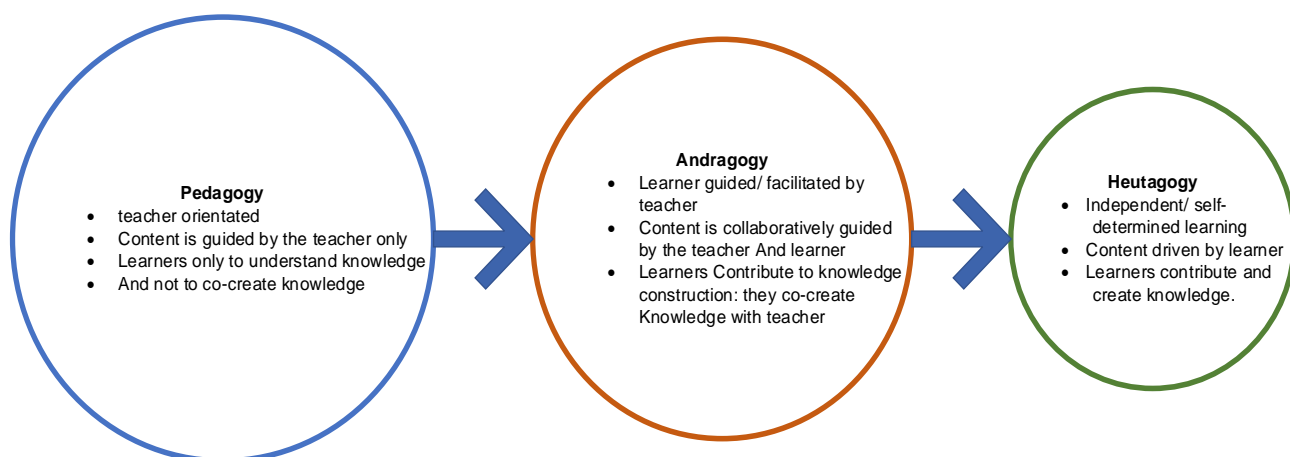 Pedagogy
• teacher orientated
• Content is guided by the teacher only
• Learners only to understand knowledge
• And not to co-create knowledge
Andragogy
• Learner guided/ facilitated by
teacher
• Content is collaboratively guided
by the teacher And learner
• Learners Contribute to knowledge
construction: they co-create
Knowledge with teacher
Heutagogy
• Independent/ self-
determined learning
• Content driven by learner
• Learners contribute and
create knowledge.